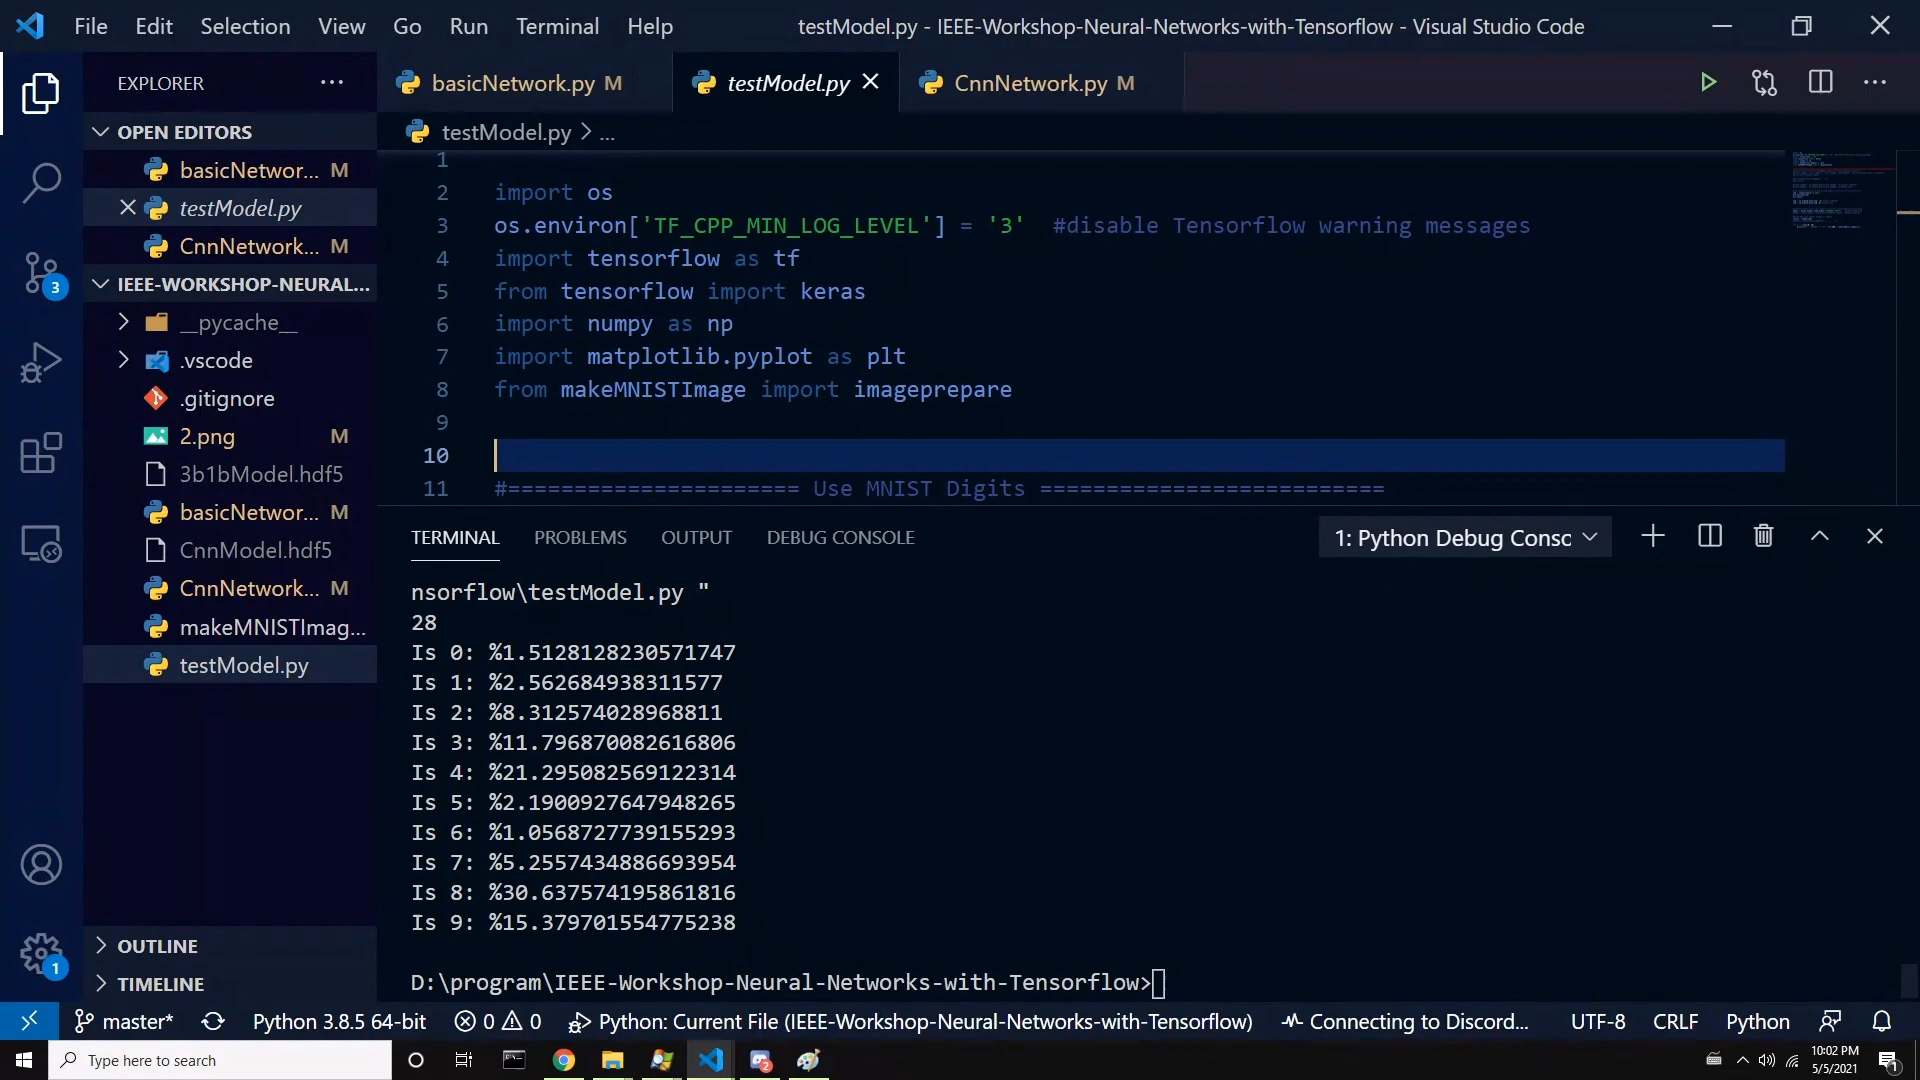 File Edit Selection View Go Run Terminal Help
testModel.py - IEEE-Workshop-Neural-Networks-with-Tensorflow - Visual Studio Code
EXPLORER
basicNetwork.py M
testModel.py
CnnNetwork.py M
OPEN EDITORS
basicNetwor... M
testModel.py
CnnNetwork... M
IEEE-WORKSHOP-NEURAL...
__pycache__
.vscode
.gitignore
2.png M
3b1bModel.hdf5
basicNetwor... M
CnnModel.hdf5
CnnNetwork... M
makeMNISTImag...
testModel.py
OUTLINE
TIMELINE
3
1
testModel.py > ...
1
2 import os
3 os.environ['TF_CPP_MIN_LOG_LEVEL'] = '3'  #disable Tensorflow warning messages
4 import tensorflow as tf
5 from tensorflow import keras
6 import numpy as np
7 import matplotlib.pyplot as plt
8 from makeMNISTImage import imageprepare
9
10
11 #====================== Use MNIST Digits ==========================
TERMINAL PROBLEMS OUTPUT DEBUG CONSOLE
1: Python Debug Consc
nsorflow\testModel.py "
28
Is 0: %1.5128128230571747
Is 1: %2.562684938311577
Is 2: %8.312574028968811
Is 3: %11.796870082616806
Is 4: %21.295082569122314
Is 5: %2.1900927647948265
Is 6: %1.0568727739155293
Is 7: %5.2557434886693954
Is 8: %30.637574195861816
Is 9: %15.379701554775238
D:\program\IEEE-Workshop-Neural-Networks-with-Tensorflow>
master* Python 3.8.5 64-bit 0 0 Python: Current File (IEEE-Workshop-Neural-Networks-with-Tensorflow) Connecting to Discord... UTF-8 CRLF Python
Type here to search
2
10:02 PM
5/5/2021
1